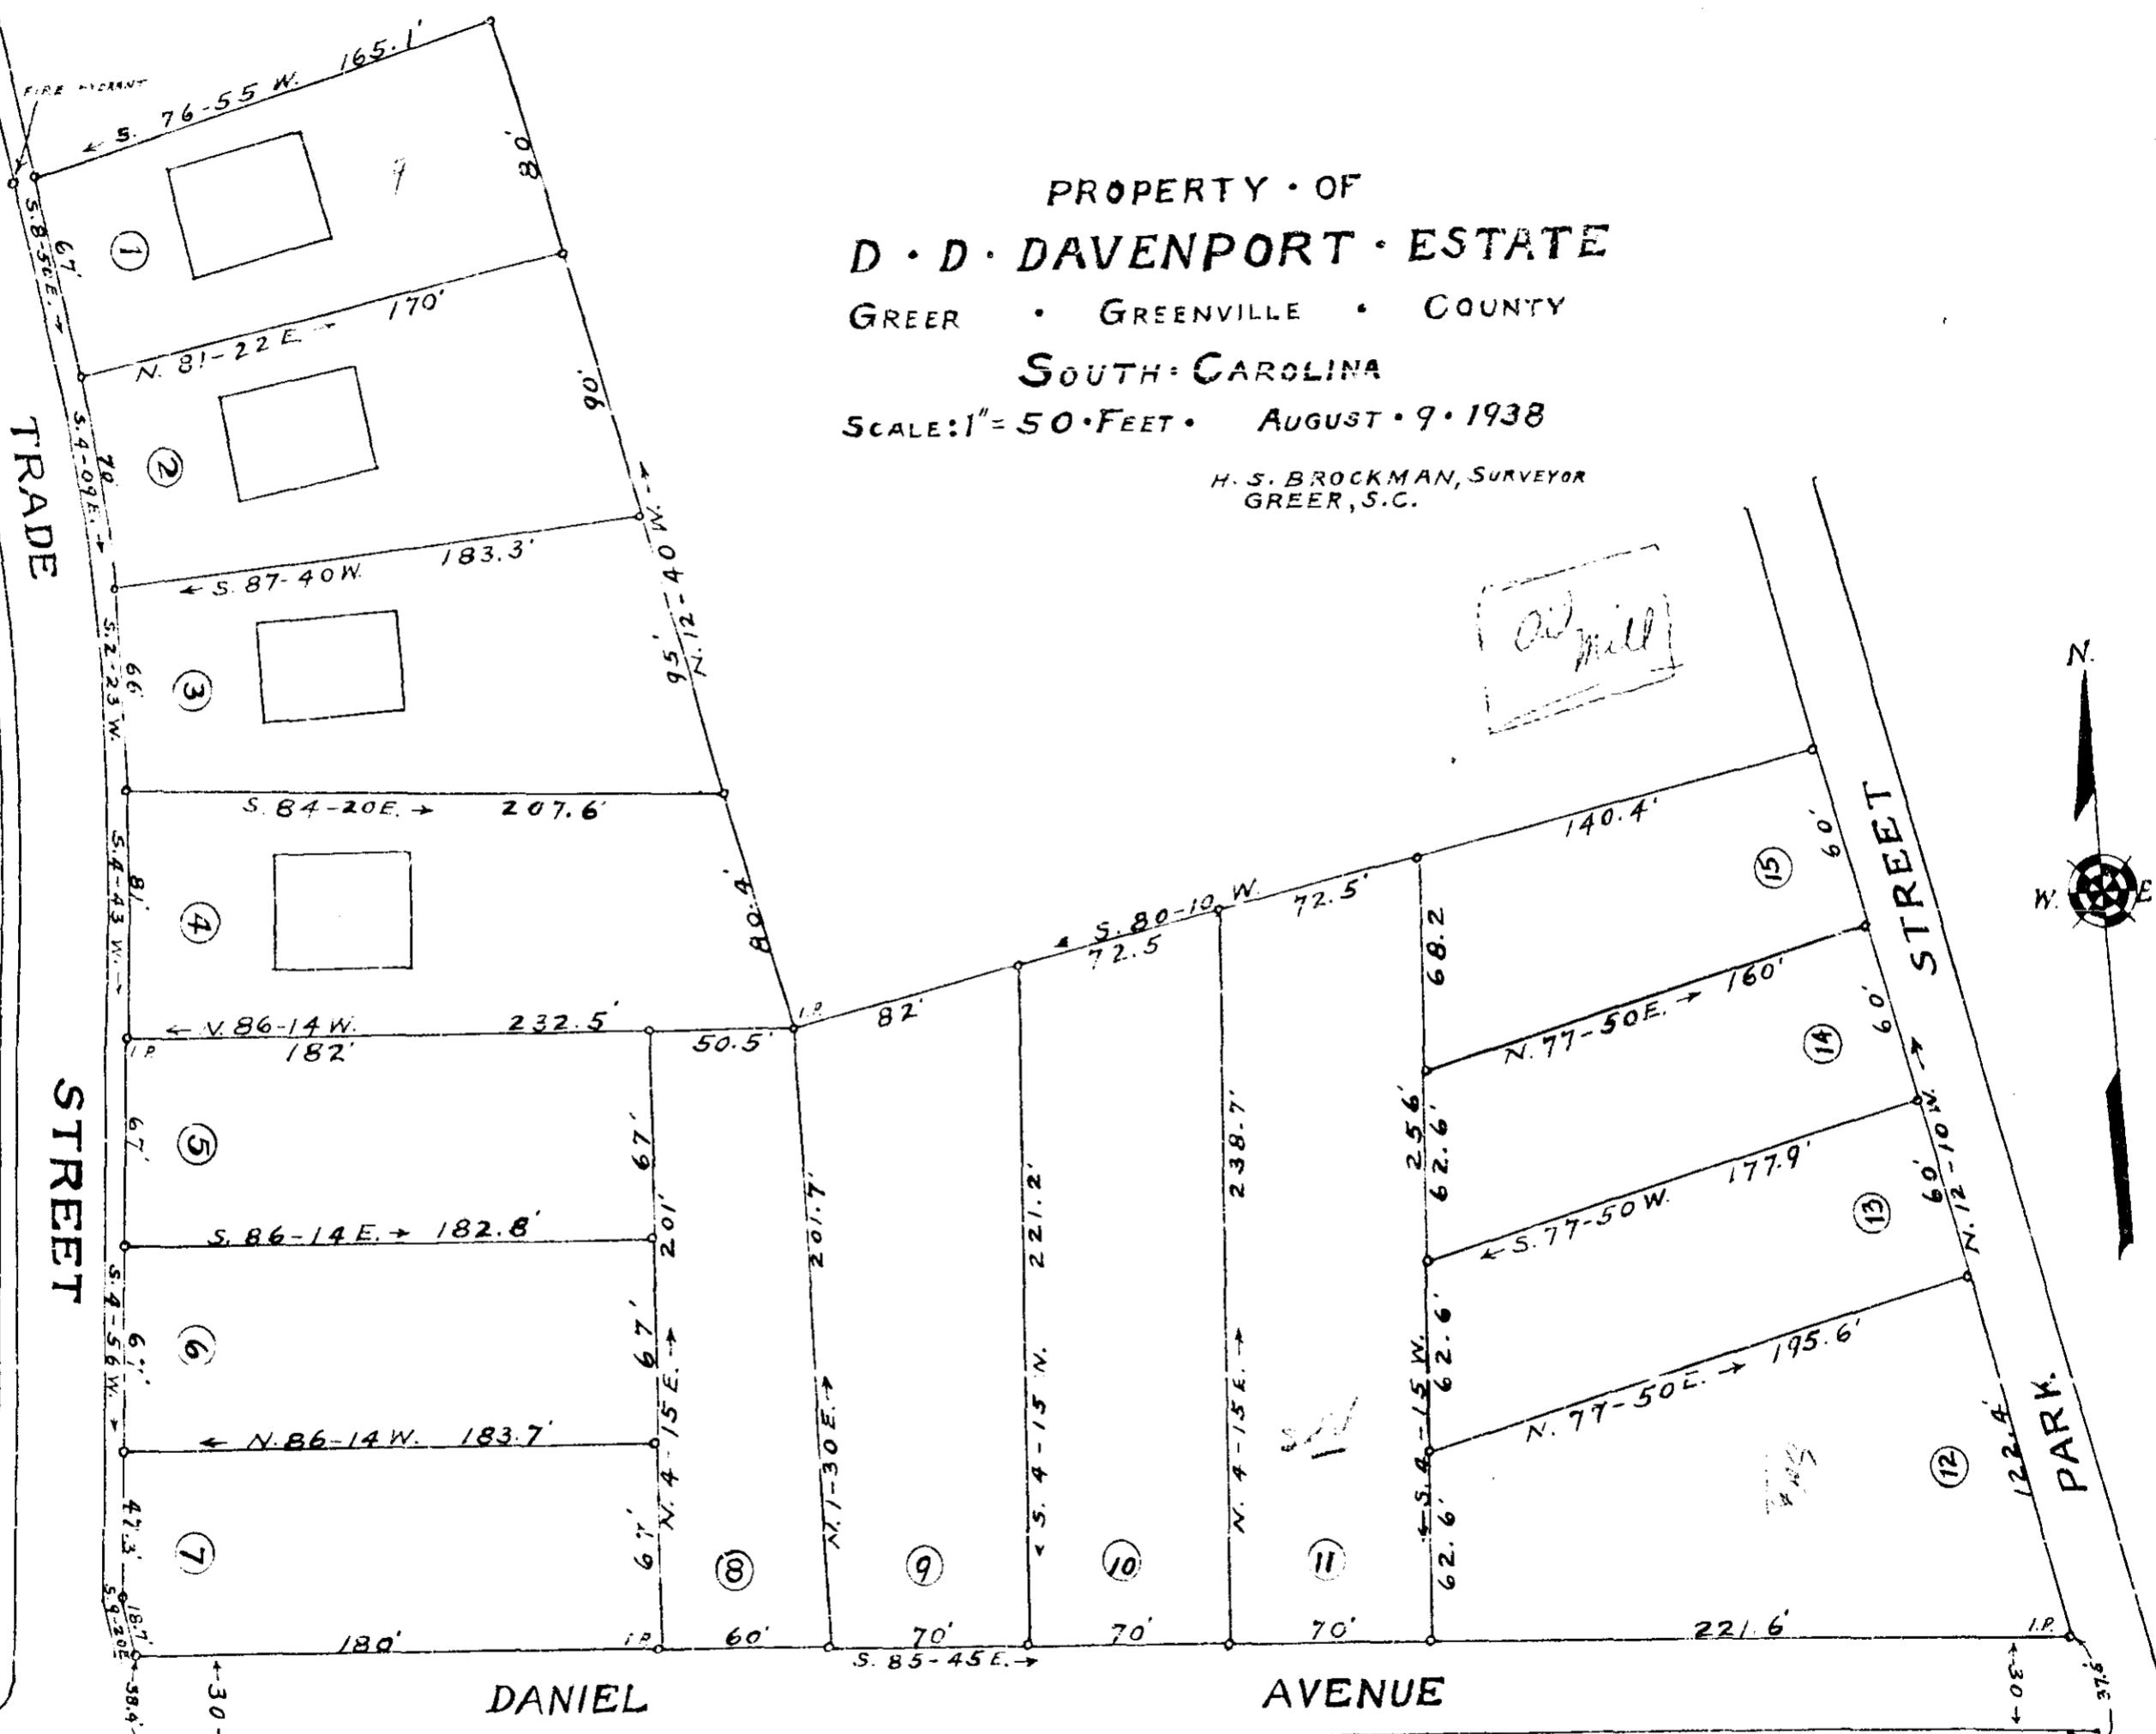 PROPERTY · OF
D · D · DAVENPORT · ESTATE
GREER · GREENVILLE · COUNTY
SOUTH : CAROLINA
SCALE: 1" = 50 · FEET · AUGUST · 9 · 1938
H. S. BROCKMAN, SURVEYOR
GREER, S.C.
FIRE HYDRANT
← S. 76-55 W. 165.1'
80'
S. 8-50 E. →
67'
1
9
N. 81-22 E. →
170'
90'
S. 4-09 E. →
70'
2
← S. 87-40 W.
183.3'
N. 12-40 W. →
95'
S. 2-23 W.
66'
3
S. 84-20 E. →
207.6'
80.4'
S. 4-43 W. →
81'
4
← N. 86-14 W.
232.5'
I.P.
182'
50.5'
I.P.
67'
5
67'
201'
S. 86-14 E. → 182.8'
S. 4-56 W. →
67'
6
67'
N. 4-15 E. →
← N. 86-14 W. 183.7'
47.3'
7
67'
S. 9-20 E.
18.7'
180'
I.P.
38.4'
←30-
TRADE
STREET
8
60'
201.7'
N. 1-30 E. →
82'
9
70'
S. 85-45 E. →
221.2'
← S. 4-15 N.
S. 80-10 W.
72.5
10
70'
238.7'
N. 4-15 E. →
72.5'
11
70'
256'
← S. 4-15 W.
68.2
62.6'
62.6'
62.6'
Oil
Mill
140.4'
15
60'
N. 77-50 E. →
160'
14
60'
← S. 77-50 W.
177.9'
13
60'
N. 12-10 W. →
N. 77-50 E. →
195.6'
12
122.4'
221.6'
I.P.
←30→
37.5'
STREET
PARK.
N.
W.
E
DANIEL
AVENUE